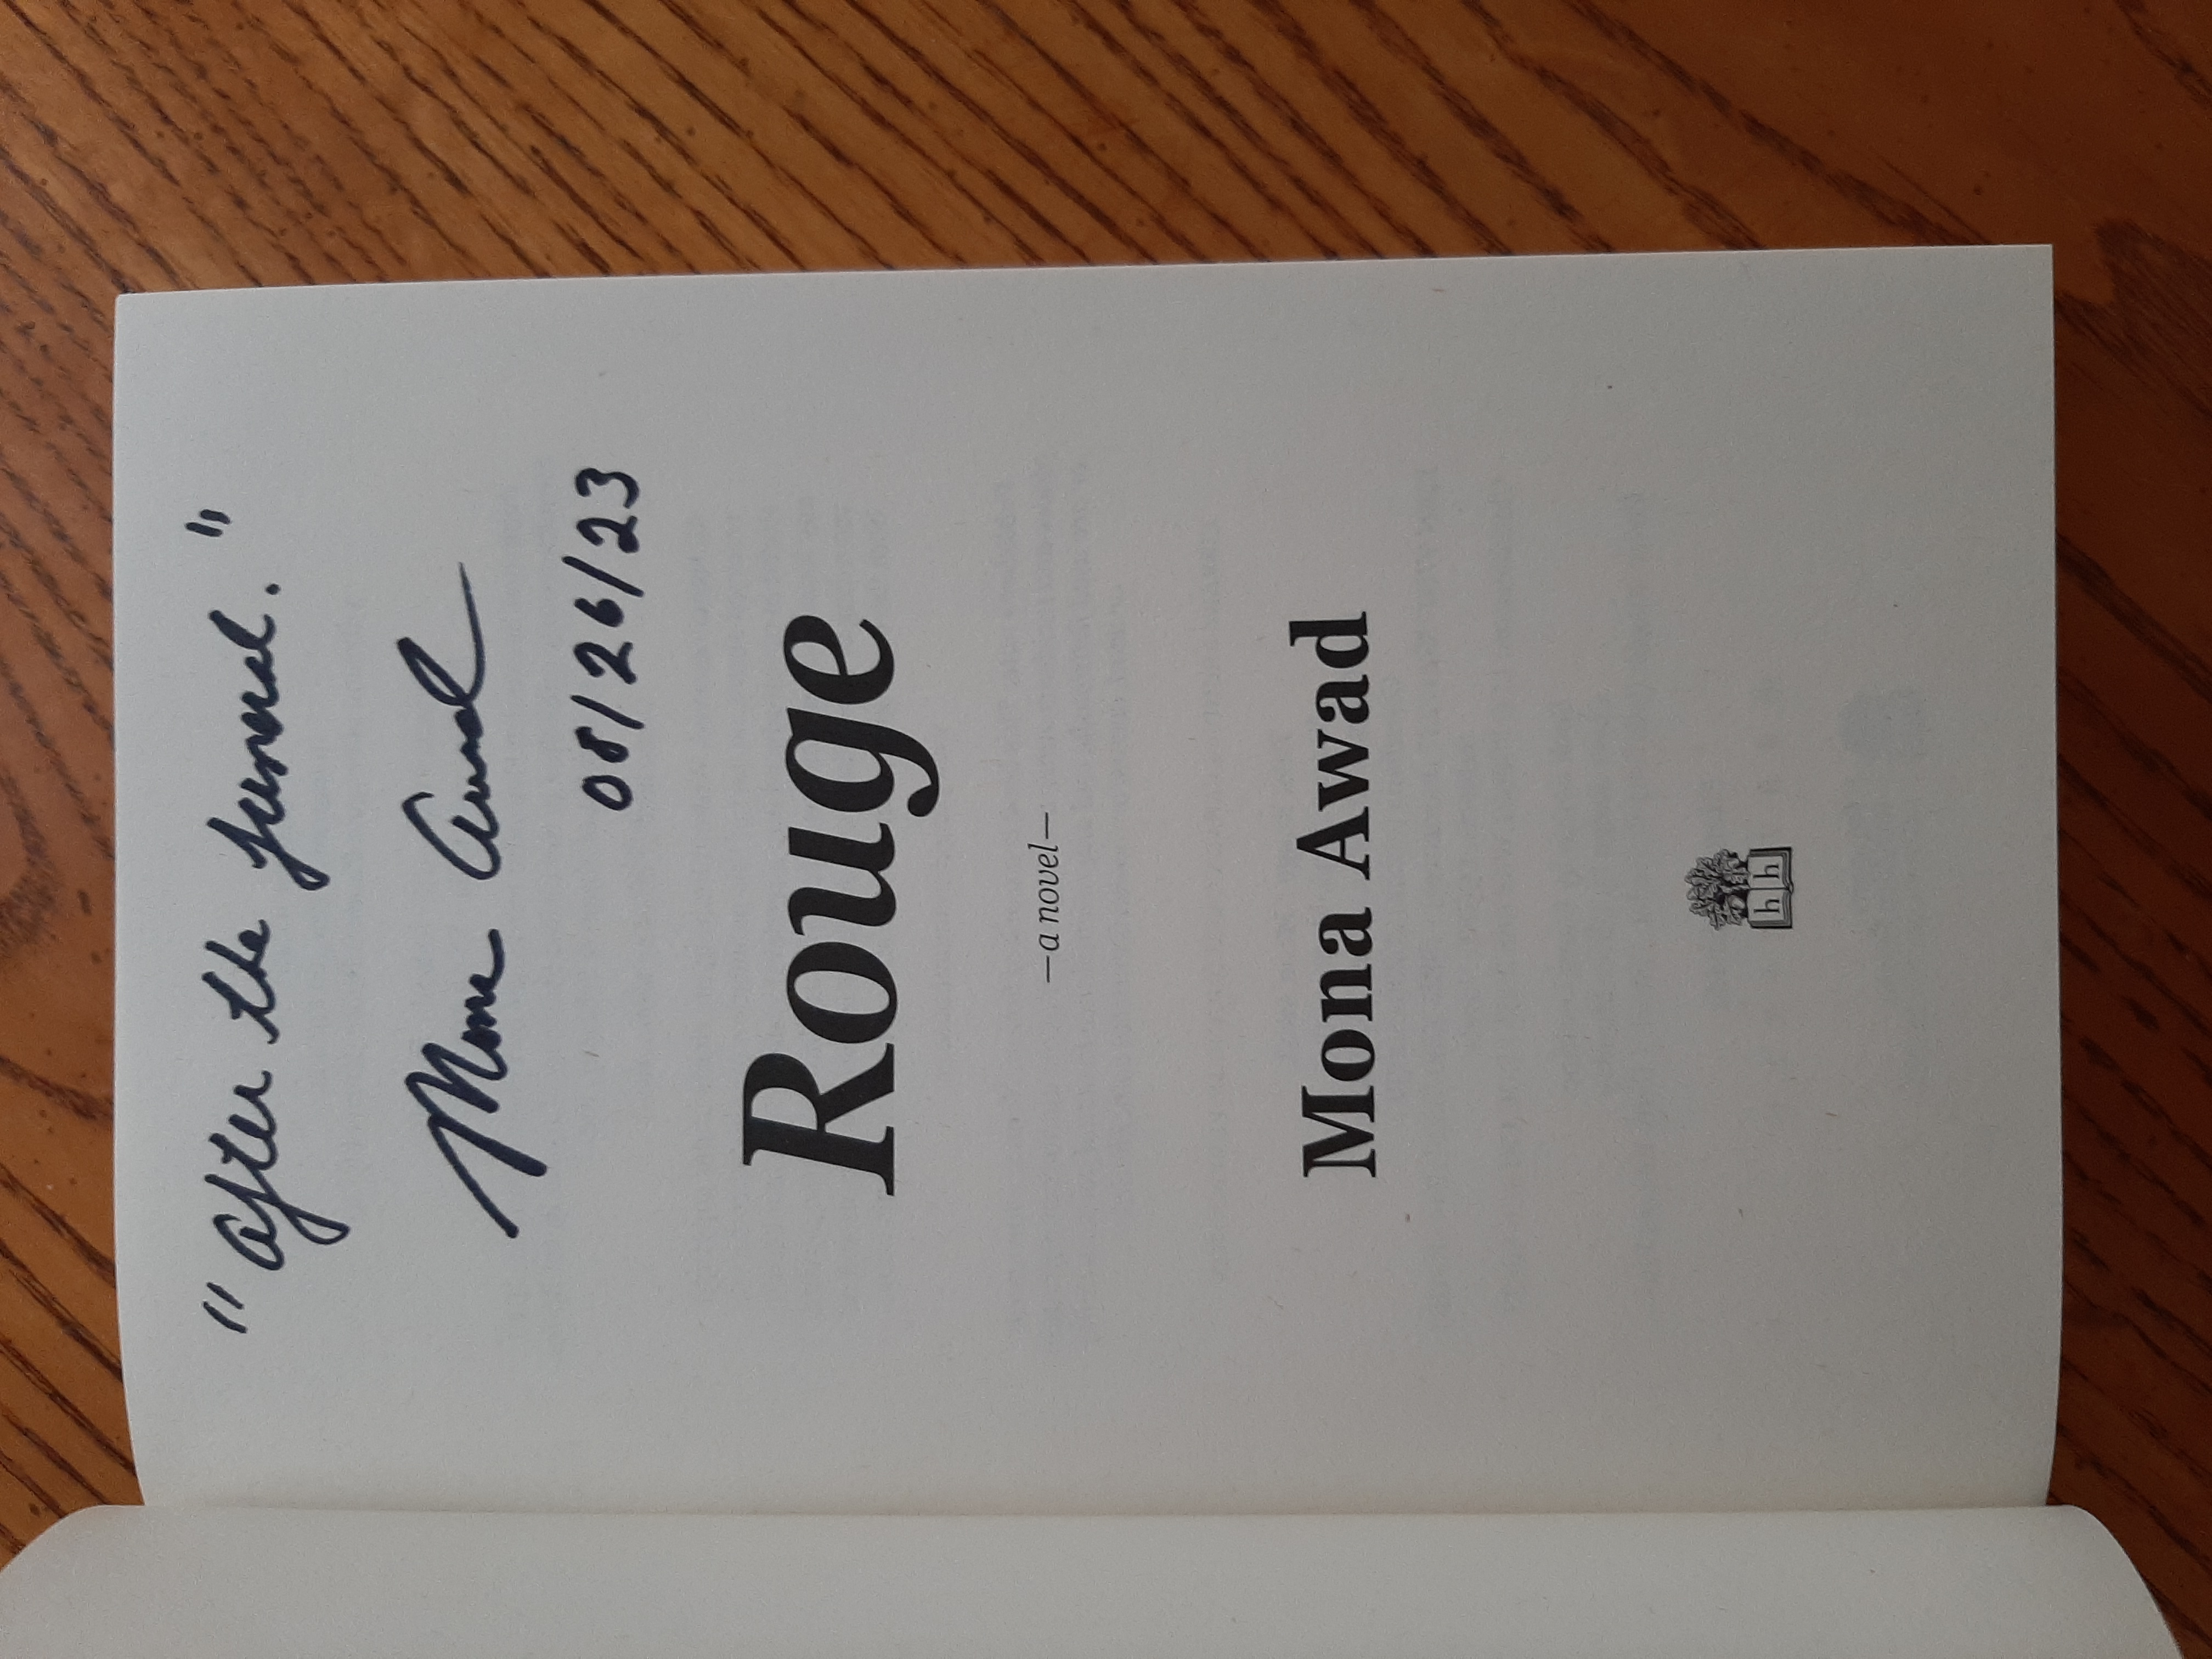 "After the funeral."
Mona Awad
08/26/23
Rouge
—a novel—
Mona Awad
h h